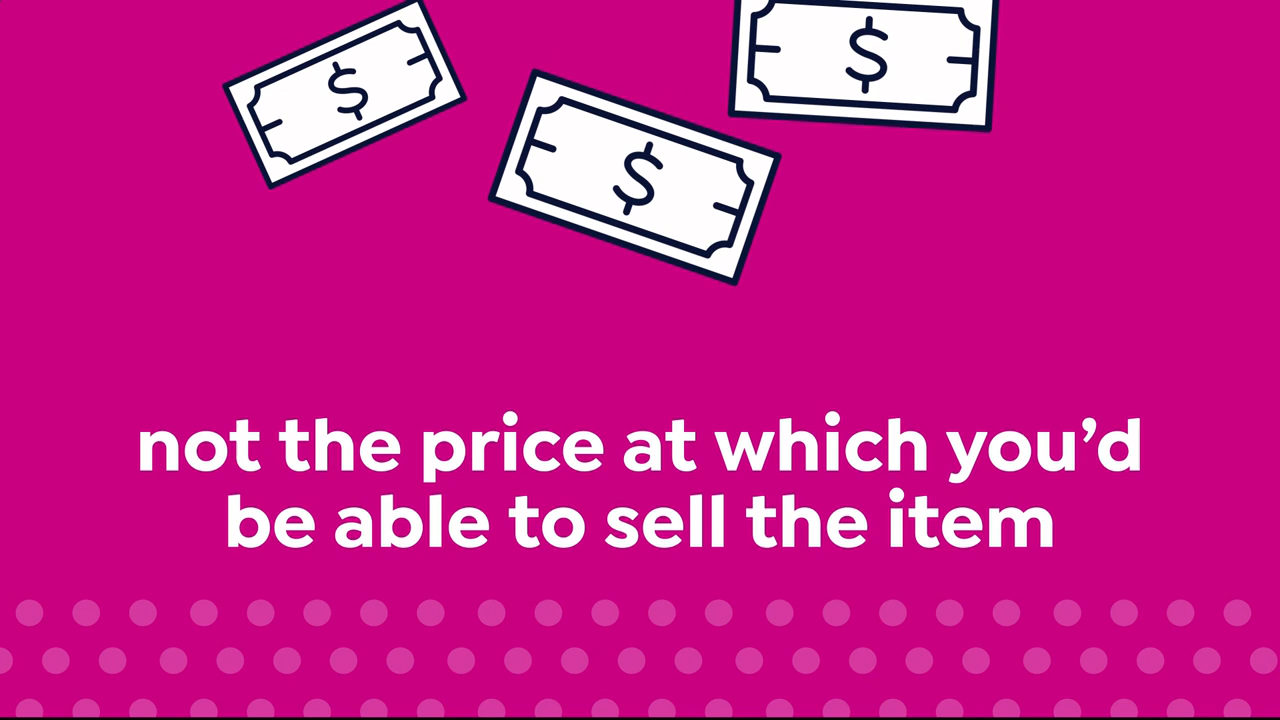 $
$
$
not the price at which you’d
be able to sell the item